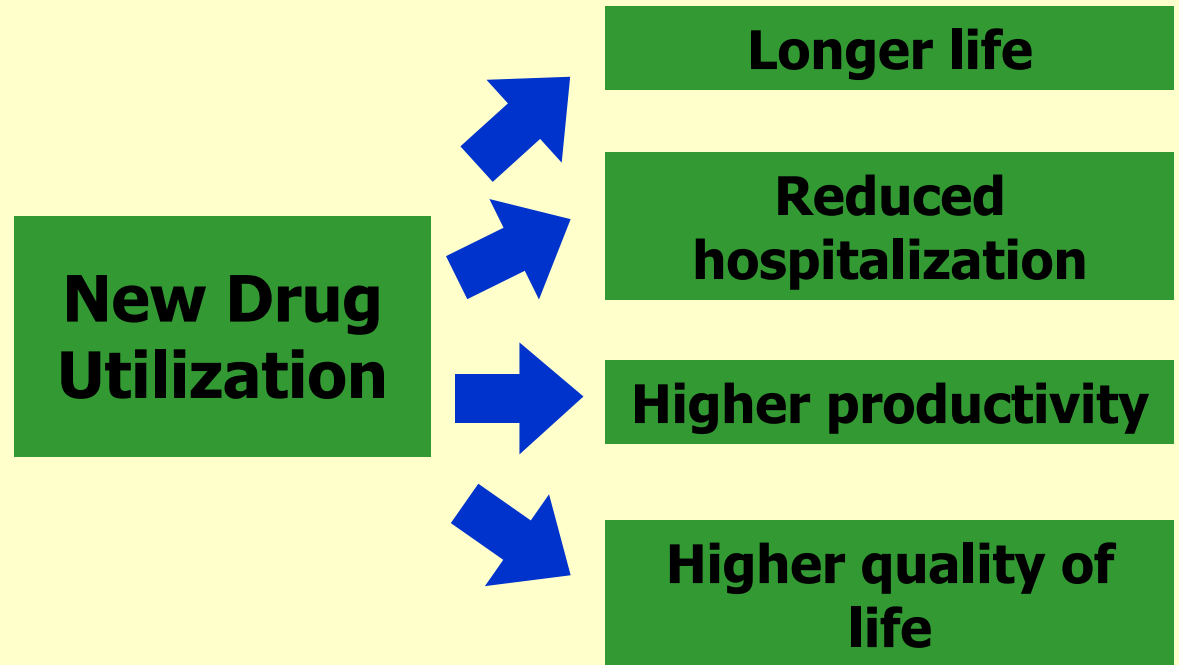 Longer life
Reduced
hospitalization
New Drug
Utilization
Higher productivity
Higher quality of
life